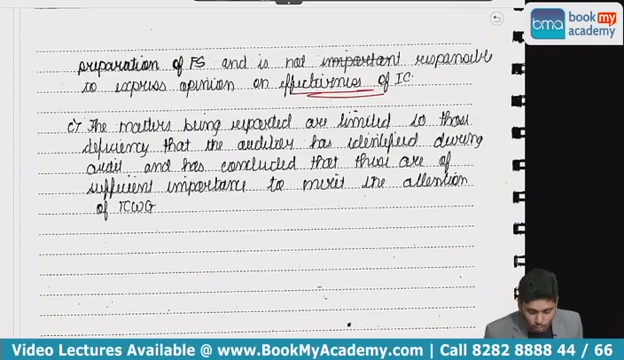 bma
book my
academy
preparation of FS and is not important responsible
to express opinion on effectiveness of IC
c7 The matters being reported are limited to those
deficiency that the auditor has identified during
audit and has concluded that these are of
sufficient importance to merit the attention
of TCWG
Video Lectures Available @ www.BookMyAcademy.com | Call 8282 8888 44 / 66